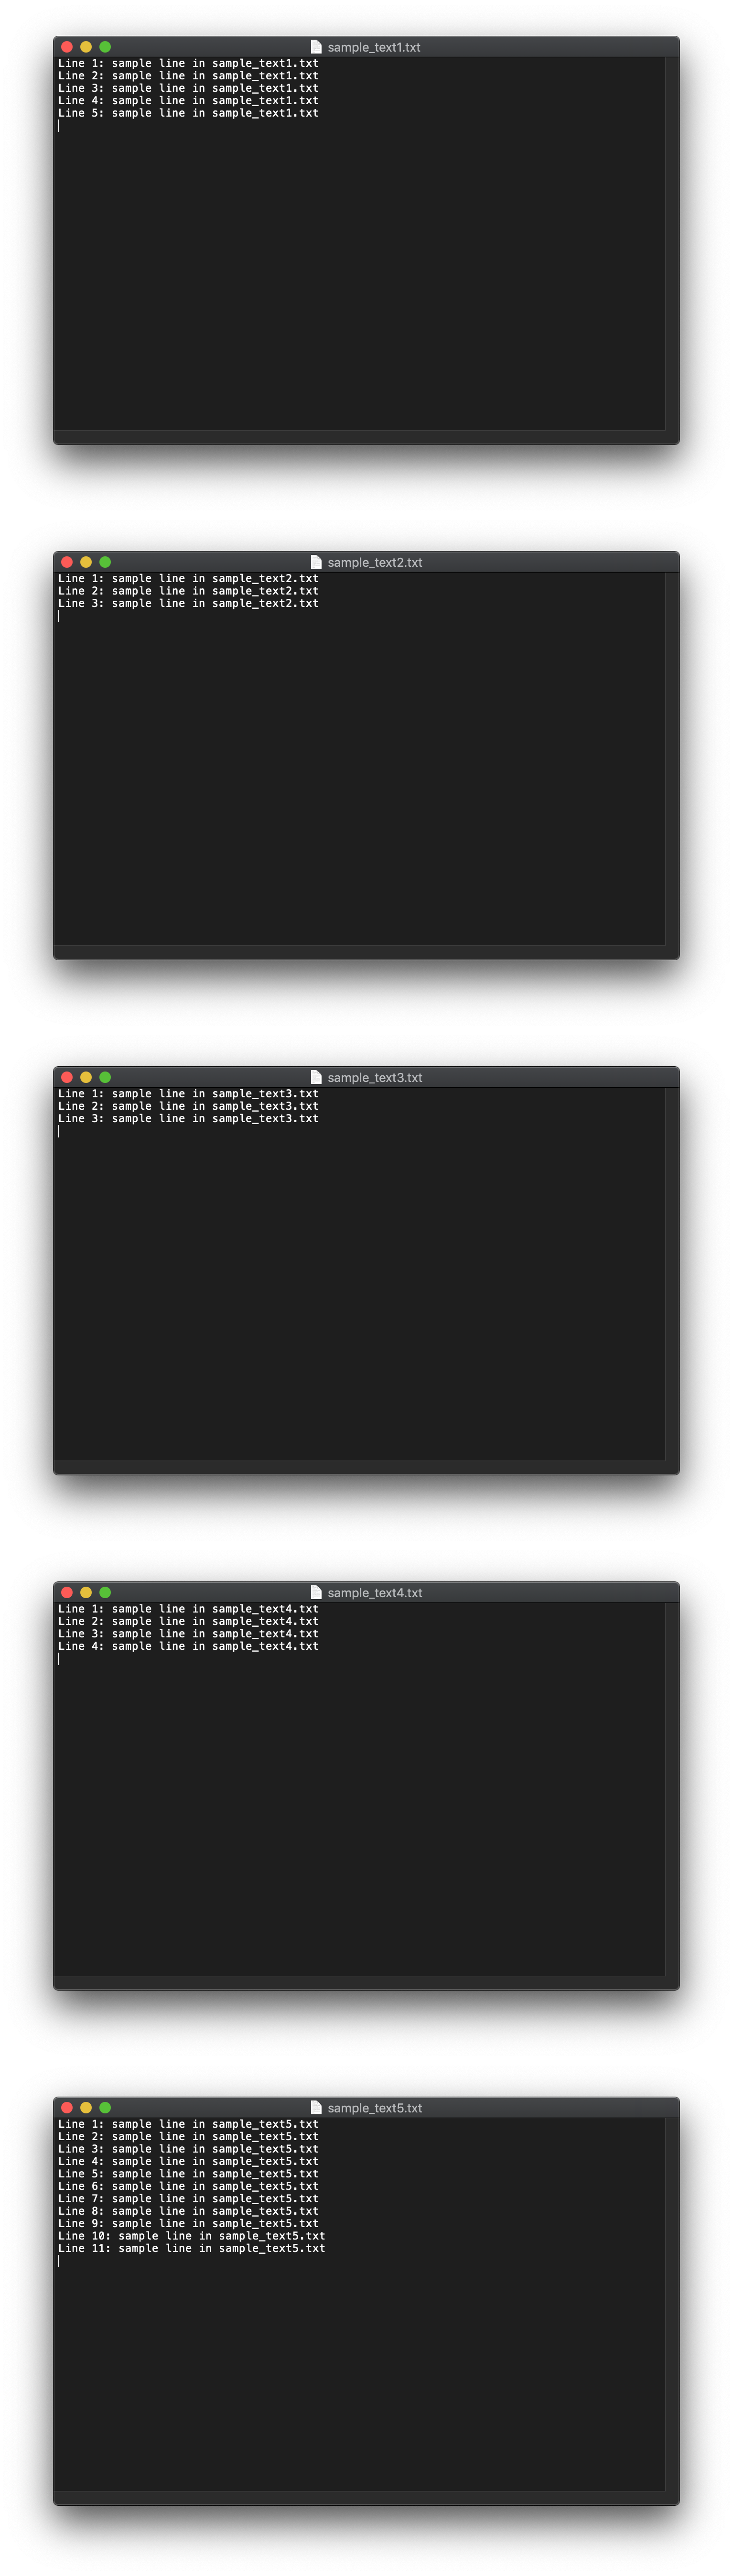 sample_text1.txt
Line 1: sample line in sample_text1.txt
Line 2: sample line in sample_text1.txt
Line 3: sample line in sample_text1.txt
Line 4: sample line in sample_text1.txt
Line 5: sample line in sample_text1.txt
sample_text2.txt
Line 1: sample line in sample_text2.txt
Line 2: sample line in sample_text2.txt
Line 3: sample line in sample_text2.txt
sample_text3.txt
Line 1: sample line in sample_text3.txt
Line 2: sample line in sample_text3.txt
Line 3: sample line in sample_text3.txt
sample_text4.txt
Line 1: sample line in sample_text4.txt
Line 2: sample line in sample_text4.txt
Line 3: sample line in sample_text4.txt
Line 4: sample line in sample_text4.txt
sample_text5.txt
Line 1: sample line in sample_text5.txt
Line 2: sample line in sample_text5.txt
Line 3: sample line in sample_text5.txt
Line 4: sample line in sample_text5.txt
Line 5: sample line in sample_text5.txt
Line 6: sample line in sample_text5.txt
Line 7: sample line in sample_text5.txt
Line 8: sample line in sample_text5.txt
Line 9: sample line in sample_text5.txt
Line 10: sample line in sample_text5.txt
Line 11: sample line in sample_text5.txt